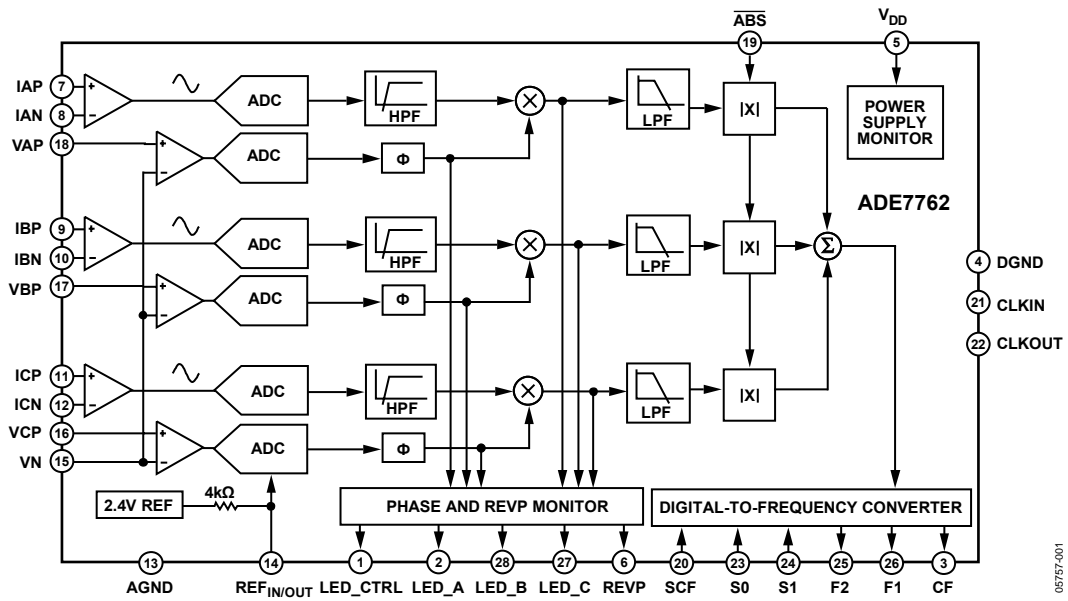 ABS
VDD
19
5
IAP 7
+
ADC
HPF
×
LPF
|X|
POWER
SUPPLY
MONITOR
IAN 8
–
VAP 18
+
–
ADC
Φ
ADE7762
IBP 9
+
ADC
HPF
×
LPF
|X|
Σ
IBN 10
–
4 DGND
VBP 17
+
–
ADC
Φ
21 CLKIN
22 CLKOUT
ICP 11
+
ADC
HPF
×
LPF
|X|
ICN 12
–
VCP 16
+
–
ADC
Φ
VN 15
2.4V REF
4kΩ
PHASE AND REVP MONITOR
DIGITAL-TO-FREQUENCY CONVERTER
13 14 1 2 28 27 6 20 23 24 25 26 3
AGND REFIN/OUT LED_CTRL LED_A LED_B LED_C REVP SCF S0 S1 F2 F1 CF
05757-001